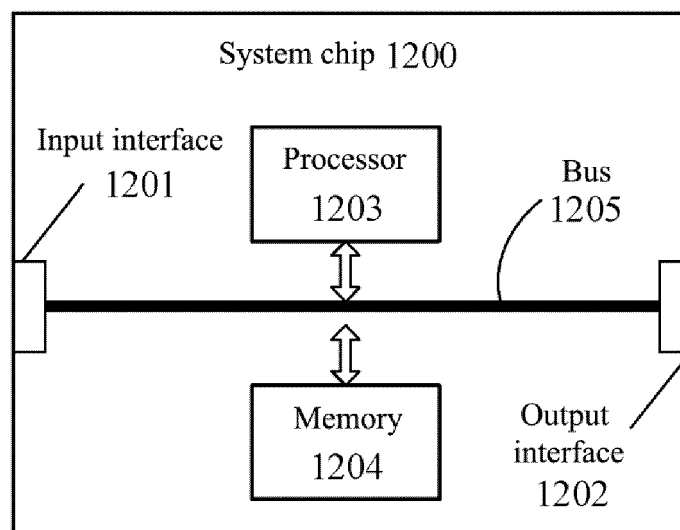 System chip 1200
Input interface
1201
Processor
1203
Bus
1205
Memory
1204
Output
interface
1202